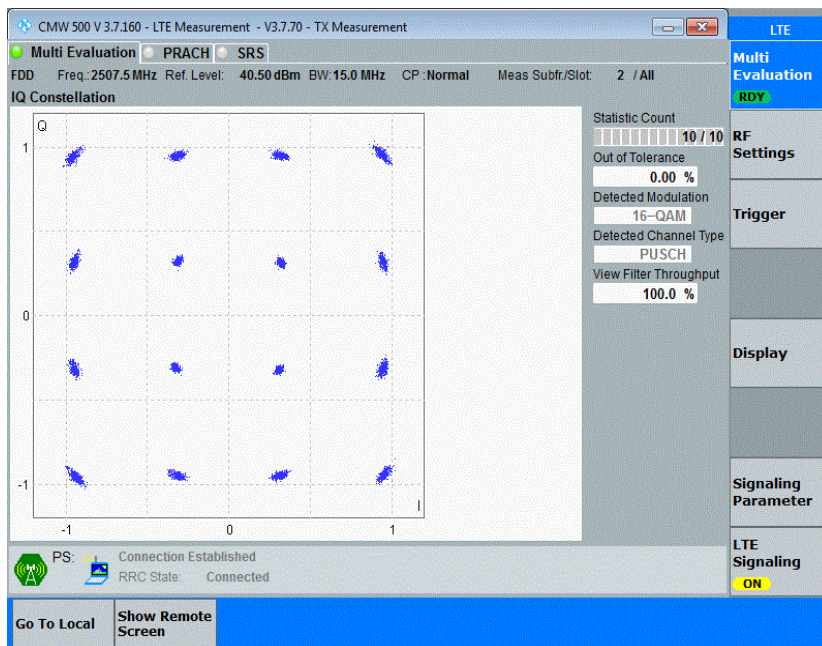 CMW 500 V 3.7.160 - LTE Measurement - V3.7.70 - TX Measurement
LTE
Multi Evaluation PRACH SRS
FDD Freq.: 2507.5 MHz Ref. Level: 40.50 dBm BW: 15.0 MHz CP : Normal Meas Subfr./Slot: 2 / All
IQ Constellation
Q
1
0
-1
-1
0
1
I
Statistic Count
10 / 10
Out of Tolerance
0.00 %
Detected Modulation
16-QAM
Detected Channel Type
PUSCH
View Filter Throughput
100.0 %
Multi
Evaluation
RDY
RF
Settings
Trigger
Display
Signaling
Parameter
LTE
Signaling
ON
PS: Connection Established
RRC State: Connected
Go To Local
Show Remote
Screen